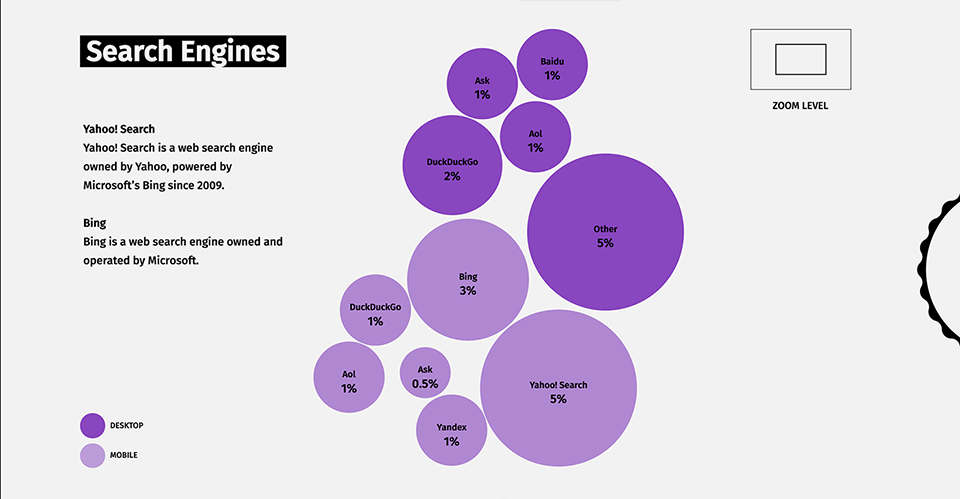 Search Engines
Yahoo! Search
Yahoo! Search is a web search engine
owned by Yahoo, powered by
Microsoft’s Bing since 2009.
Bing
Bing is a web search engine owned and
operated by Microsoft.
DESKTOP
MOBILE
Baidu
1%
Ask
1%
Aol
1%
DuckDuckGo
2%
Other
5%
Bing
3%
DuckDuckGo
1%
Aol
1%
Ask
0.5%
Yahoo! Search
5%
Yandex
1%
ZOOM LEVEL